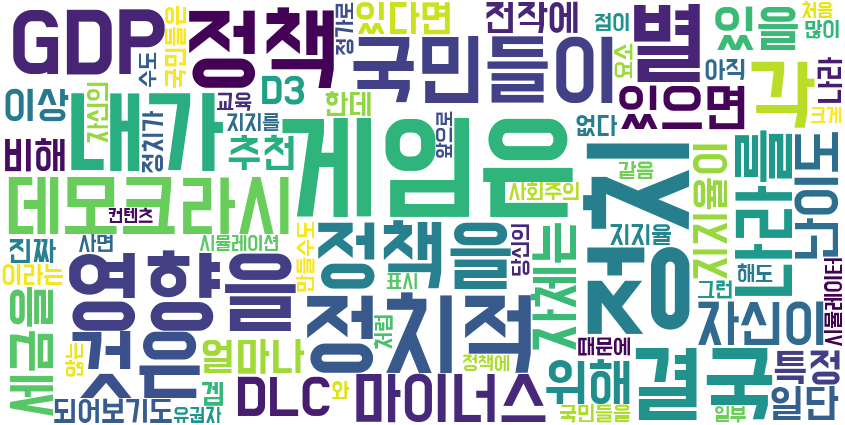 GDP
정책
국민들은
수도
정가로
있다면
전작에
점이
요소
별
있을
처음
많이
이상
자신의
교육
D3
국민들이
아직
나라
비해
내가
정치가
지지를
한데
추천
앞으로
없다
있으면
각
크게
게임은
데모크라시
컨텐츠
사회주의
같음
정치
지지율이
나라를
난이도
진짜
사면
시뮬레이션
만들수도
정책을
표시
당신의
자체는
지지율
해도
그런
시뮬레이터
이라는
영향을
세금을
것은
않는
얼마나
정치적
처럼
때문에
자신이
정책에
특정
되어보기도
유권자
겜
DLC
와
마이너스
위해
국민들을
결국
일부
일단